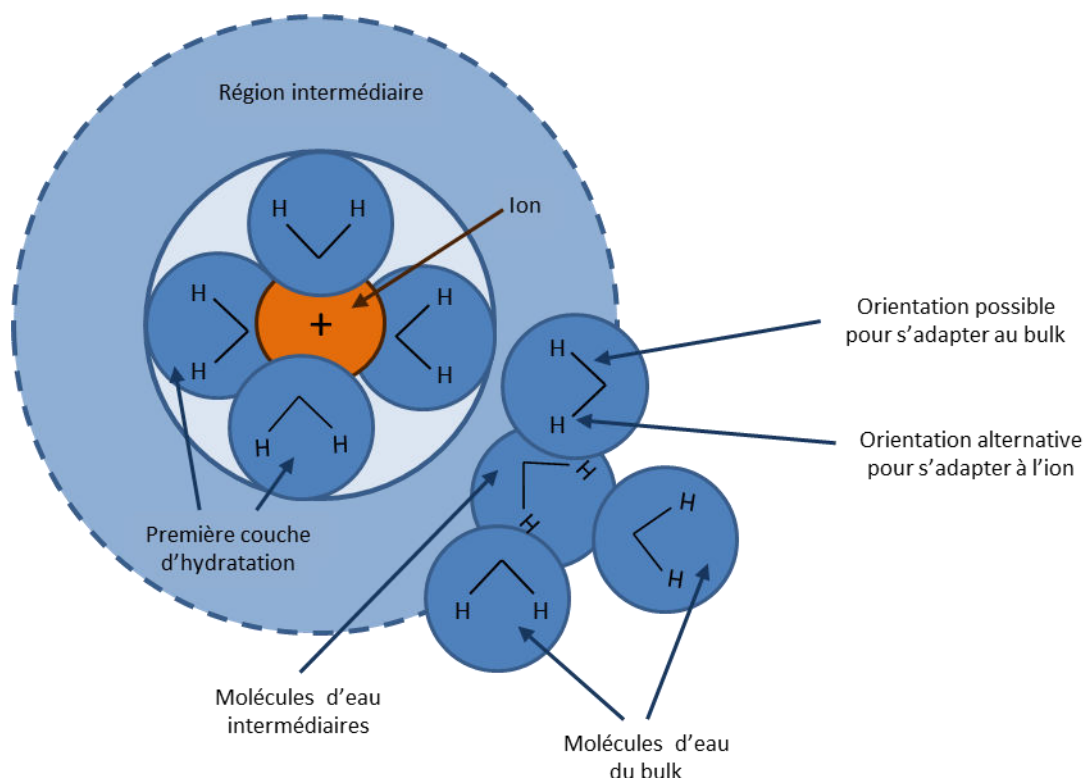 Région intermédiaire
H H
Ion
H
H
+
H
H
Orientation possible
pour s'adapter au bulk
H
H
Orientation alternative
pour s'adapter à l'ion
H H
H
H
H
H
Première couche
d'hydratation
H H
Molécules d'eau
intermédiaires
Molécules d'eau
du bulk